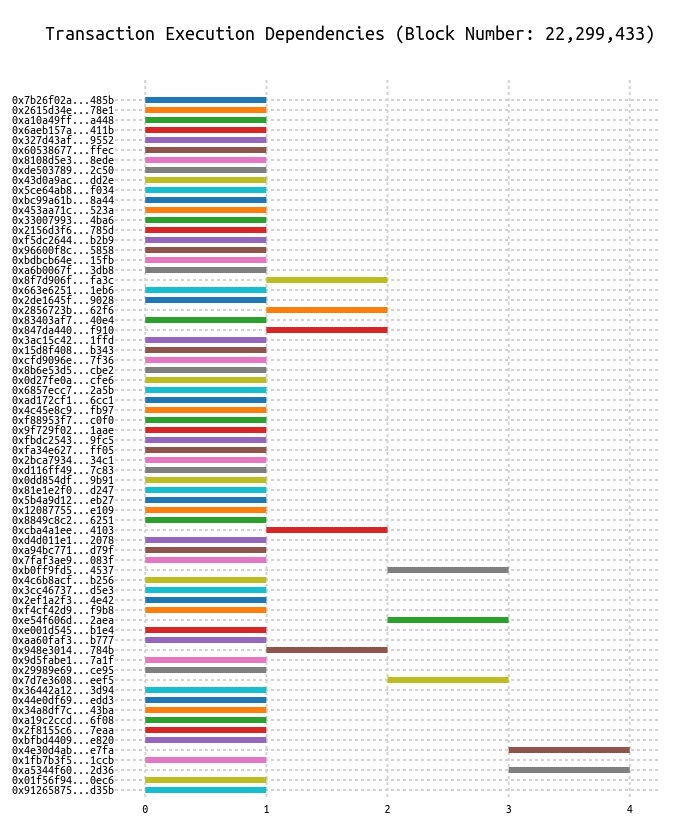 Transaction Execution Dependencies (Block Number: 22,299,433)
0x7b26f02a...485b
0x2615d34e...78e1
0xa10a49ff...a448
0x6aeb157a...411b
0x327d43af...9552
0x60538677...ffec
0x8108d5e3...8ede
0xde503789...2c50
0x43d0a9ac...dd2e
0x5ce64ab8...f034
0xbc99a61b...8a44
0x453aa71c...523a
0x33007993...4ba6
0x2156d3f6...785d
0xf5dc2644...b2b9
0x96600f8c...5858
0xbdbcb64e...15fb
0xa6b0067f...3db8
0x8f7d906f...fa3c
0x663e6251...1eb6
0x2de1645f...9028
0x2856723b...62f6
0x83403af7...40e4
0x847da440...f910
0x3ac15c42...1ffd
0x15d8f408...b343
0xcfd9096e...7f36
0x8b6e53d5...cbe2
0x0d27fe0a...cfe6
0x6857ecc7...2a5b
0xad172cf1...6cc1
0x4c45e8c9...fb97
0xf88953f7...c0f0
0x9f729f02...1aae
0xfbdc2543...9fc5
0xfa34e627...ff05
0x2bca7934...34c1
0xd116ff49...7c83
0x0dd854df...9b91
0x81e1e2f0...d247
0x5b4a9d12...eb27
0x12087755...e109
0x8849c8c2...6251
0xcba4a1ee...4103
0xd4d011e1...2078
0xa94bc771...d79f
0x7faf3ae9...083f
0xb0ff9fd5...4537
0x4c6b8acf...b256
0x3cc46737...d5e3
0x2ef1a2f3...4e42
0xf4cf42d9...f9b8
0xe54f606d...2aea
0xe001d545...b1e4
0xaa60faf3...b777
0x948e3014...784b
0x9d5fabe1...7a1f
0x29989e69...ce95
0x7d7e3608...eef5
0x36442a12...3d94
0x44e0df69...edd3
0x34a8df7c...43ba
0xa19c2ccd...6f08
0x2f8155c6...7eaa
0xbfbd4409...e820
0x4e30d4ab...e7fa
0x1fb7b3f5...1ccb
0xa5344f60...2d36
0x01f56f94...0ec6
0x91265875...d35b
0 1 2 3 4